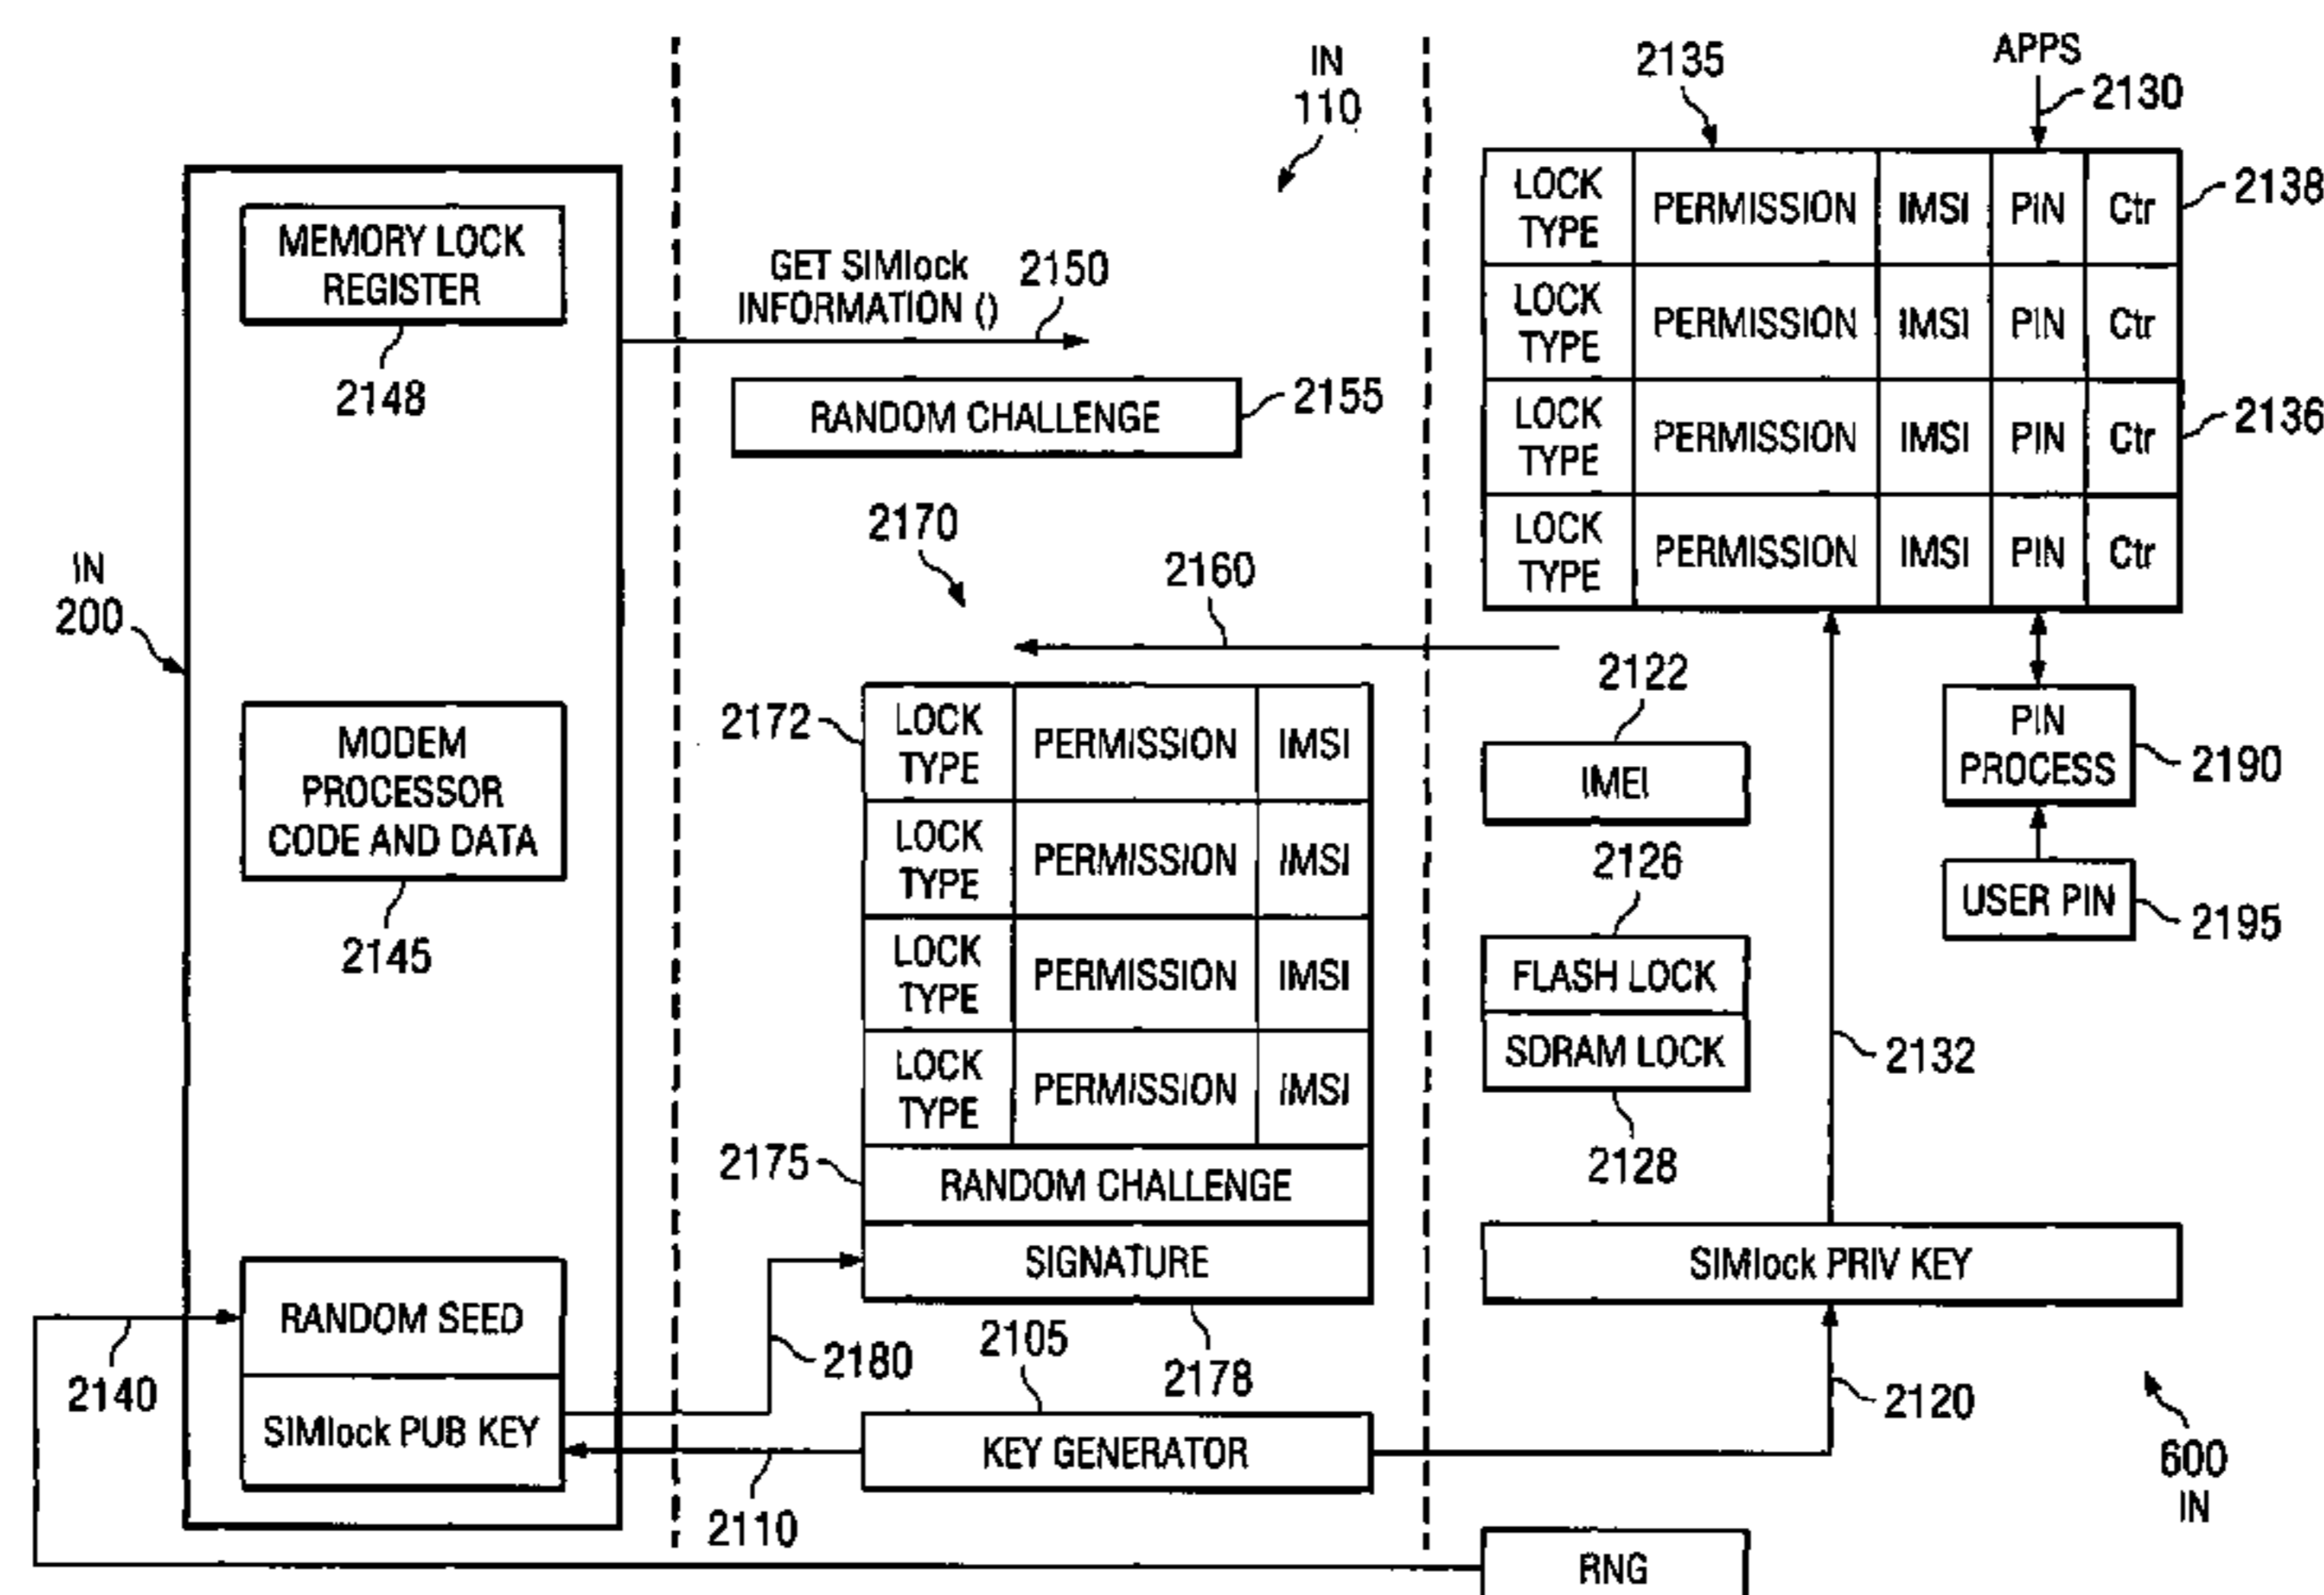 IN
200
MEMORY LOCK
REGISTER
2148
MODEM
PROCESSOR
CODE AND DATA
2145
RANDOM SEED
SIMlock PUB KEY
2140
IN
110
GET SIMlock
INFORMATION ()
2150
RANDOM CHALLENGE
2155
2170
2160
2172
LOCK
TYPE
PERMISSION
IMSI
LOCK
TYPE
PERMISSION
IMSI
LOCK
TYPE
PERMISSION
IMSI
LOCK
TYPE
PERMISSION
IMSI
2175
RANDOM CHALLENGE
SIGNATURE
2180
2105
2178
KEY GENERATOR
2110
2135
APPS
2130
LOCK
TYPE
PERMISSION
IMSI
PIN
Ctr
2138
LOCK
TYPE
PERMISSION
IMSI
PIN
Ctr
LOCK
TYPE
PERMISSION
IMSI
PIN
Ctr
2136
LOCK
TYPE
PERMISSION
IMSI
PIN
Ctr
2122
IMEI
2126
FLASH LOCK
SDRAM LOCK
2128
PIN
PROCESS
2190
USER PIN
2195
2132
SIMlock PRIV KEY
2120
600
IN
RNG